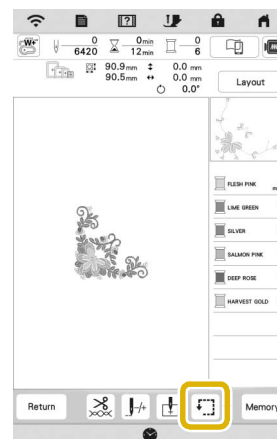 W+
0
6420
0min
12min
0
6
90.9mm
90.5mm
0.0 mm
0.0 mm
0.0°
Layout
FLESH PINK
m
LIME GREEN
SILVER
SALMON PINK
DEEP ROSE
HARVEST GOLD
Return
-/+
Memory